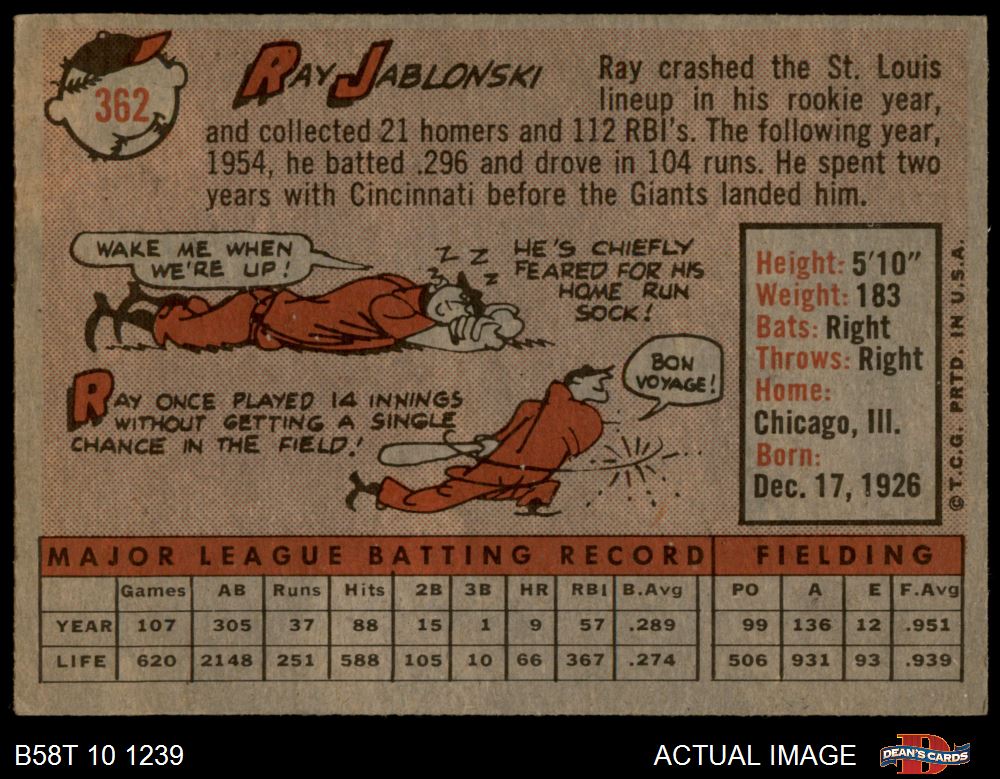 362
RAY JABLONSKI
Ray crashed the St. Louis
lineup in his rookie year,
and collected 21 homers and 112 RBI's. The following year,
1954, he batted .296 and drove in 104 runs. He spent two
years with Cincinnati before the Giants landed him.
WAKE ME WHEN
WE'RE UP!
Z Z Z Z Z
HE'S CHIEFLY
FEARED FOR HIS
HOME RUN
SOCK!
BON
VOYAGE!
RAY ONCE PLAYED 14 INNINGS
WITHOUT GETTING A SINGLE
CHANCE IN THE FIELD!
Height: 5'10"
Weight: 183
Bats: Right
Throws: Right
Home:
Chicago, Ill.
Born:
Dec. 17, 1926
© T.C.G. PRTD. IN U.S.A.
MAJOR LEAGUE BATTING RECORD FIELDING
Games AB Runs Hits 2B 3B HR RBI B.Avg PO A E F.Avg
YEAR 107 305 37 88 15 1 9 57 .289 99 136 12 .951
LIFE 620 2148 251 588 105 10 66 367 .274 506 931 93 .939
B58T 10 1239 ACTUAL IMAGE DEAN'S CARDS